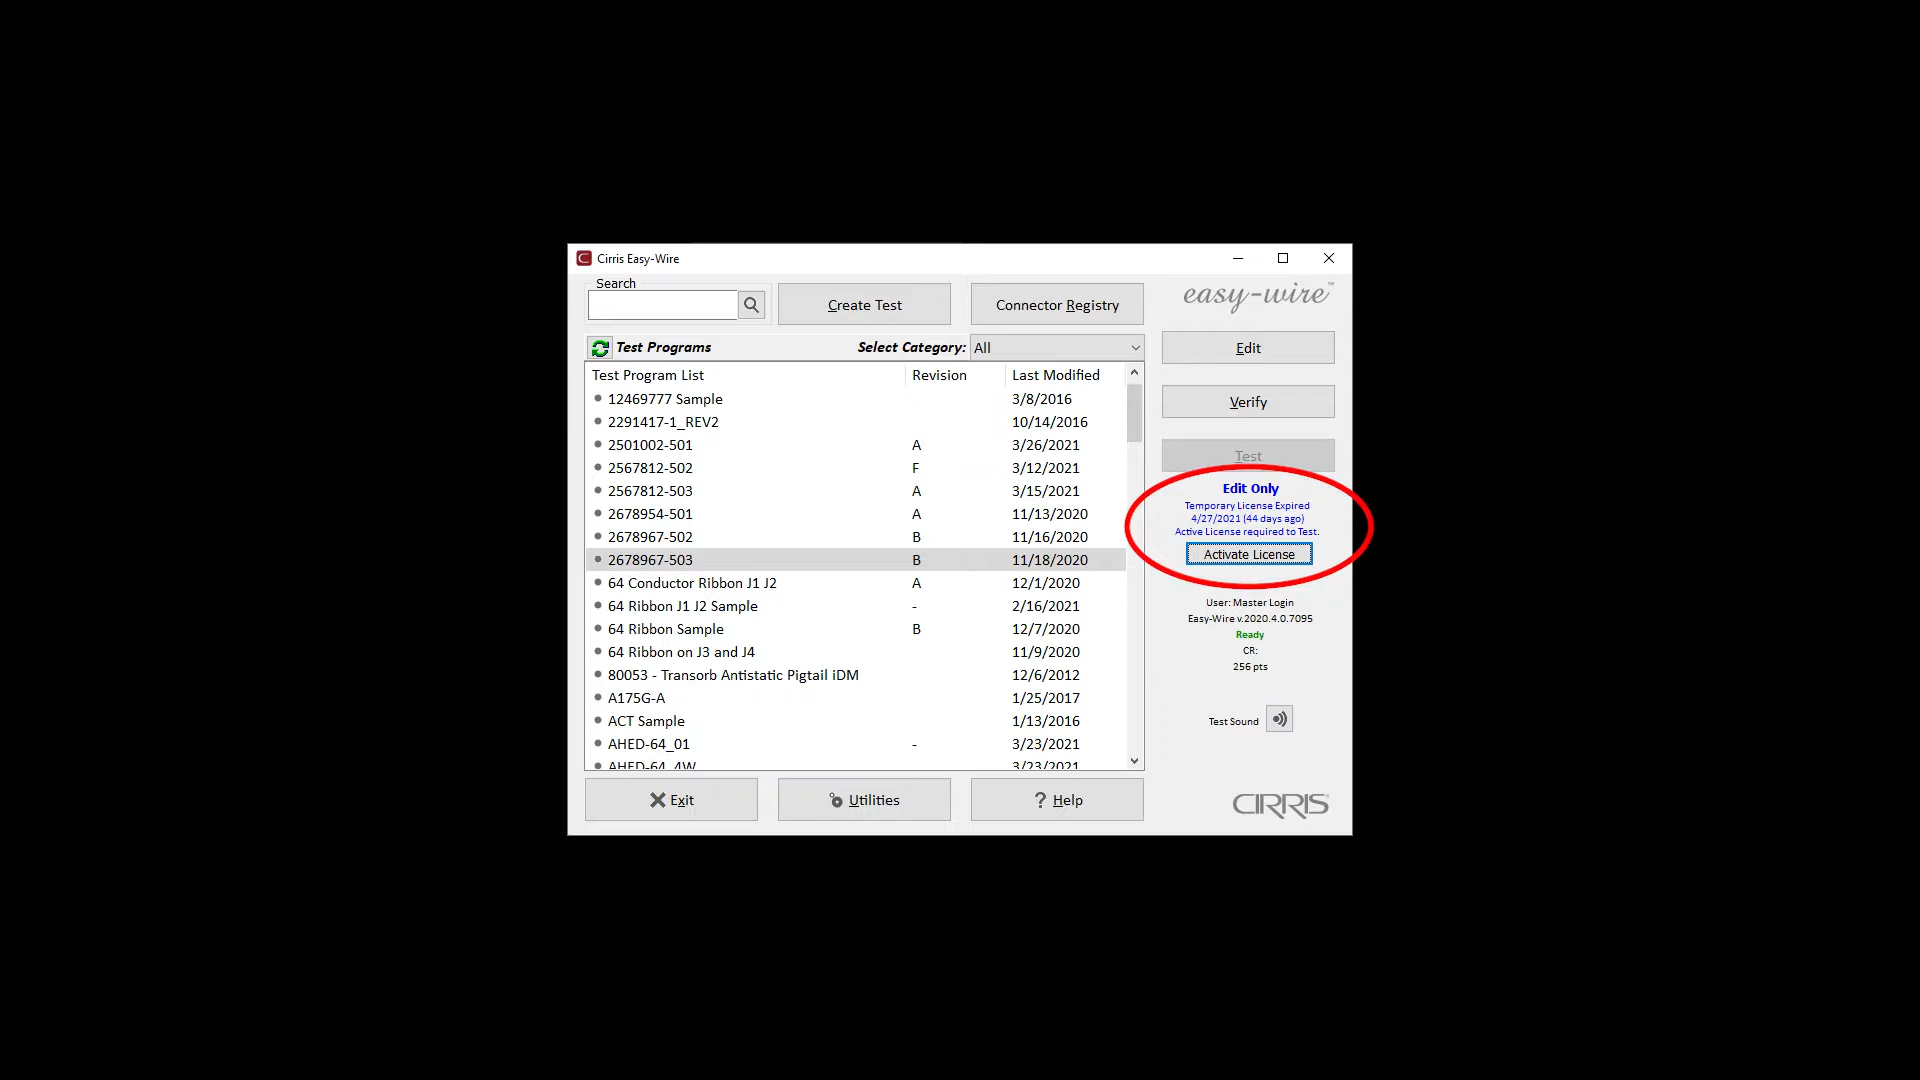 Cirris Easy-Wire
Search
Create Test
Connector Registry
easy-wire™
Test Programs
Select Category:
All
Edit
Test Program List Revision Last Modified
12469777 Sample 3/8/2016
2291417-1_REV2 10/14/2016
2501002-501 A 3/26/2021
2567812-502 F 3/12/2021
2567812-503 A 3/15/2021
2678954-501 A 11/13/2020
2678967-502 B 11/16/2020
2678967-503 B 11/18/2020
64 Conductor Ribbon J1 J2 A 12/1/2020
64 Ribbon J1 J2 Sample - 2/16/2021
64 Ribbon Sample B 12/7/2020
64 Ribbon on J3 and J4 11/9/2020
80053 - Transorb Antistatic Pigtail iDM 12/6/2012
A175G-A 1/25/2017
ACT Sample 1/13/2016
AHED-64_01 - 3/23/2021
AHED-64_4W 3/23/2021
Verify
Test
Edit Only
Temporary License Expired
4/27/2021 (44 days ago)
Active License required to Test.
Activate License
User: Master Login
Easy-Wire v.2020.4.0.7095
Ready
CR:
256 pts
Test Sound
Exit
Utilities
? Help
CIRRIS